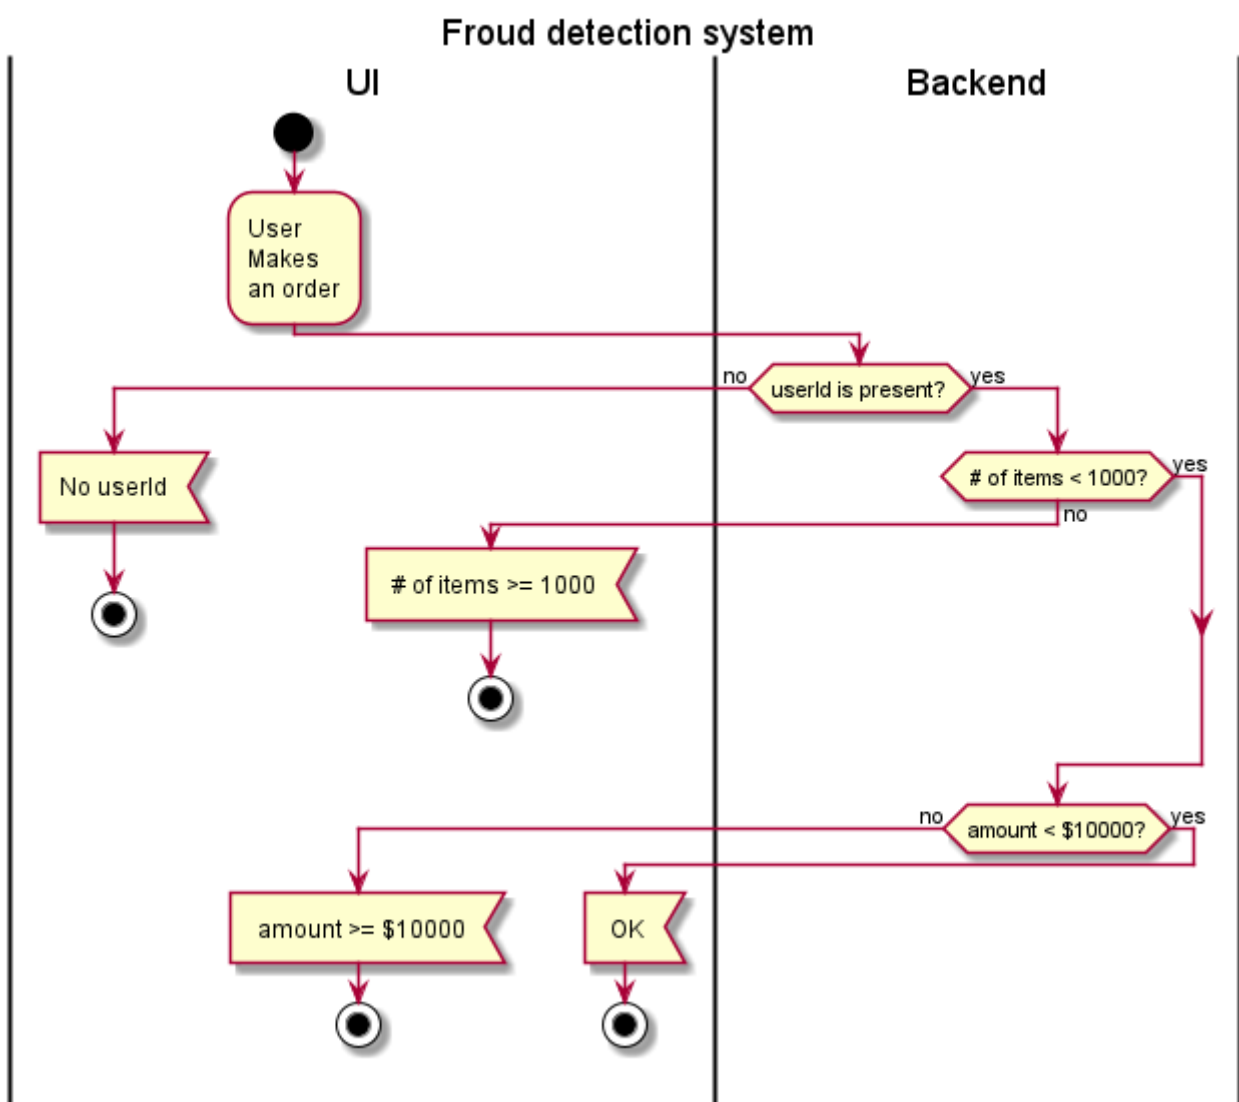 Froud detection system
UI
Backend
User
Makes
an order
no
userId is present?
yes
No userId
# of items < 1000?
yes
no
# of items >= 1000
no
amount < $10000?
yes
amount >= $10000
OK